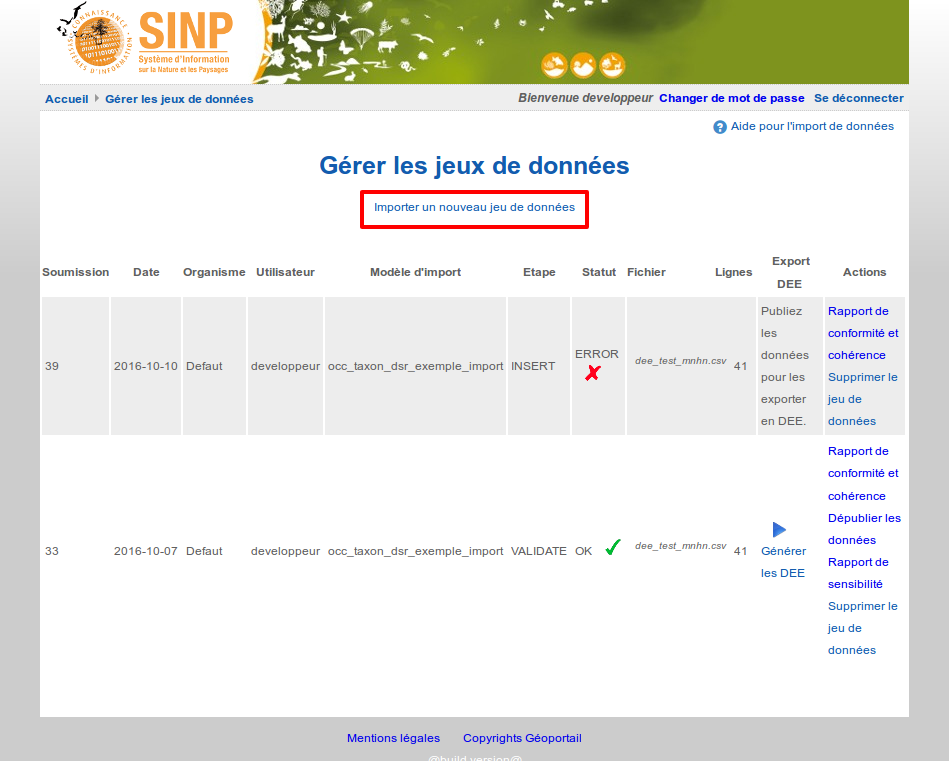 SINP
Système d'Information
sur la Nature et les Paysages
Accueil Gérer les jeux de données
Bienvenue developpeur Changer de mot de passe Se déconnecter
? Aide pour l'import de données
Gérer les jeux de données
Importer un nouveau jeu de données
Soumission Date Organisme Utilisateur Modèle d'import Etape Statut Fichier Lignes Export DEE Actions
39 2016-10-10 Defaut developpeur occ_taxon_dsr_exemple_import INSERT ERROR dee_test_mnhn.csv 41
Publiez
les
données
pour les
exporter
en DEE.
Rapport de
conformité et
cohérence
Supprimer le
jeu de
données
33 2016-10-07 Defaut developpeur occ_taxon_dsr_exemple_import VALIDATE OK dee_test_mnhn.csv 41
Générer
les DEE
Rapport de
conformité et
cohérence
Dépublier les
données
Rapport de
sensibilité
Supprimer le
jeu de
données
Mentions légales Copyrights Géoportail
@build.version@